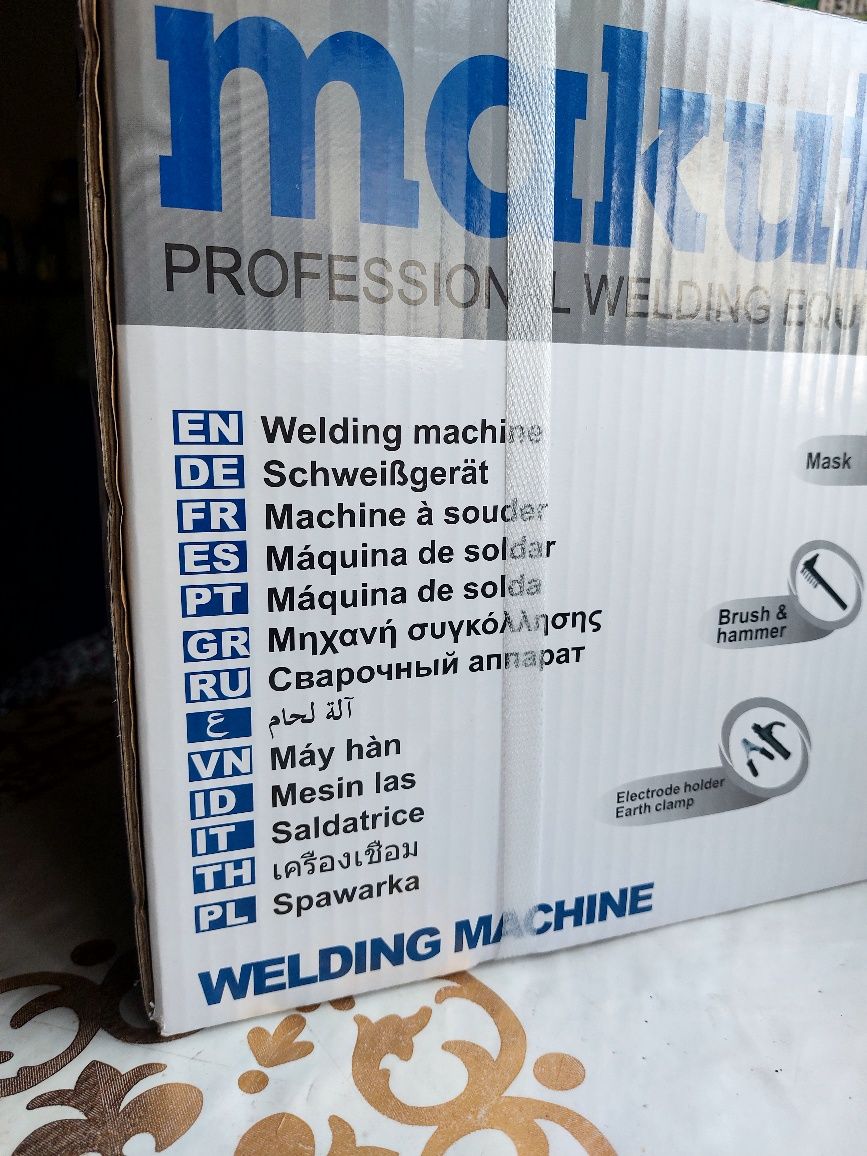 PROFESSIONAL WELDING
EN Welding machine
DE Schweißgerät
FR Machine à souder
ES Máquina de soldar
PT Máquina de solda
GR Μηχανή συγκόλλησης
RU Сварочный аппарат
ع آلة لحام
VN Máy hàn
ID Mesin las
IT Saldatrice
TH เครื่องเชื่อม
PL Spawarka
WELDING MACHINE
Mask
Brush &
hammer
Electrode holder
Earth clamp